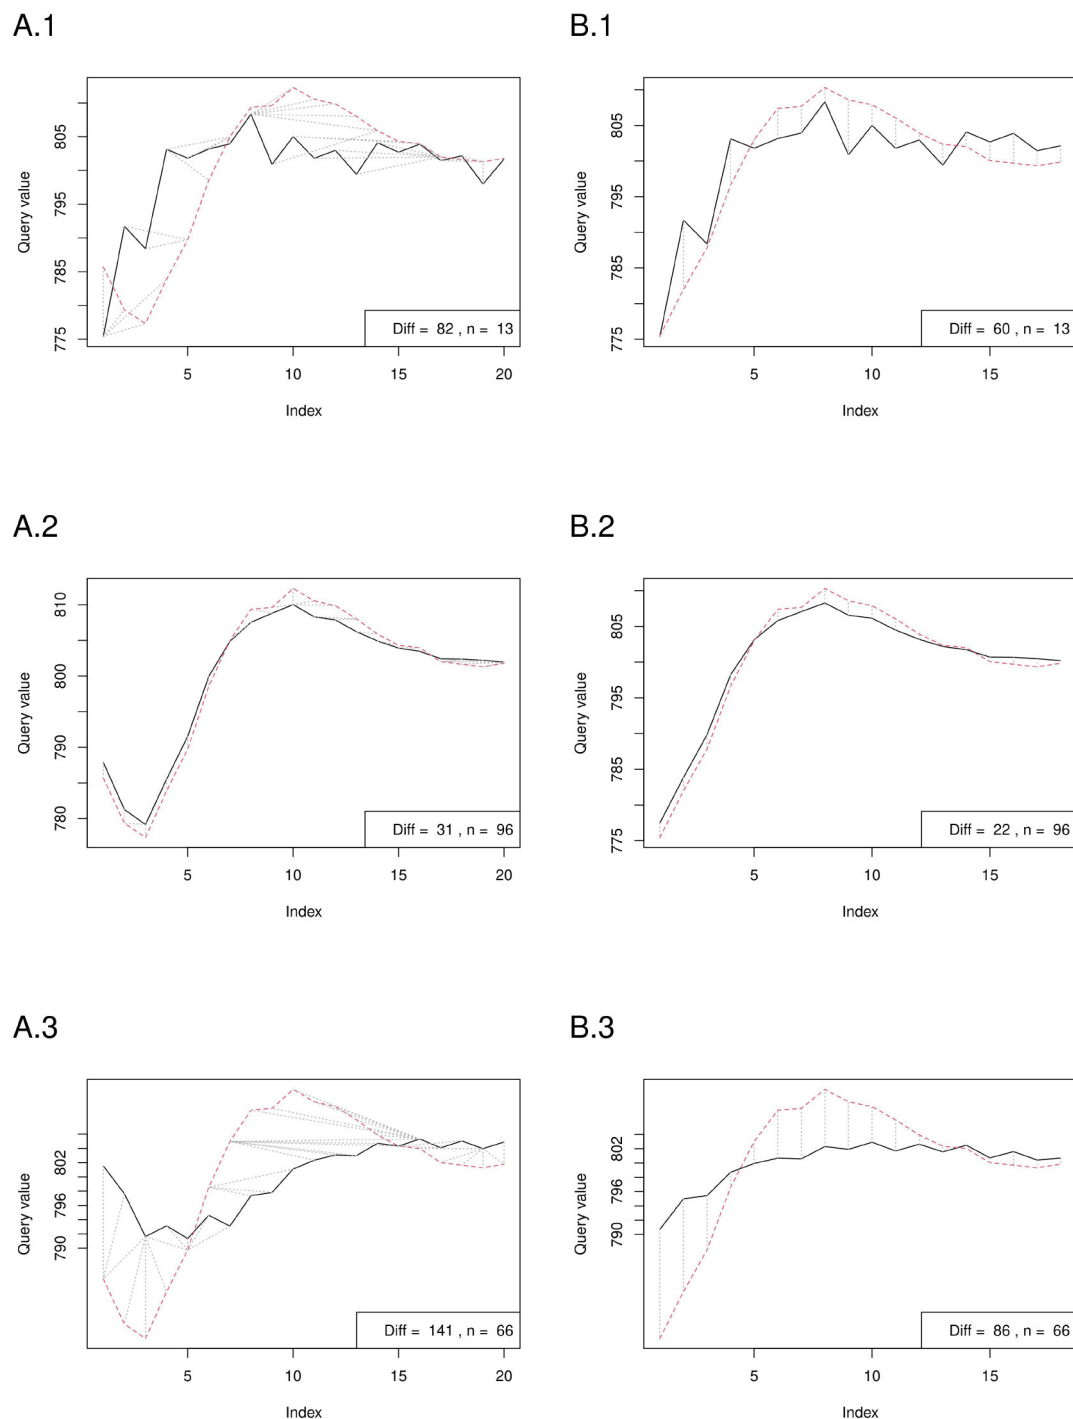 A.1
Query value
775
785
795
805
5
10
15
20
Index
Diff = 82 , n = 13
B.1
Query value
775
785
795
805
5
10
15
Index
Diff = 60 , n = 13
A.2
Query value
780
790
800
810
5
10
15
20
Index
Diff = 31 , n = 96
B.2
Query value
775
785
795
805
5
10
15
Index
Diff = 22 , n = 96
A.3
Query value
790
796
802
5
10
15
20
Index
Diff = 141 , n = 66
B.3
Query value
790
796
802
5
10
15
Index
Diff = 86 , n = 66